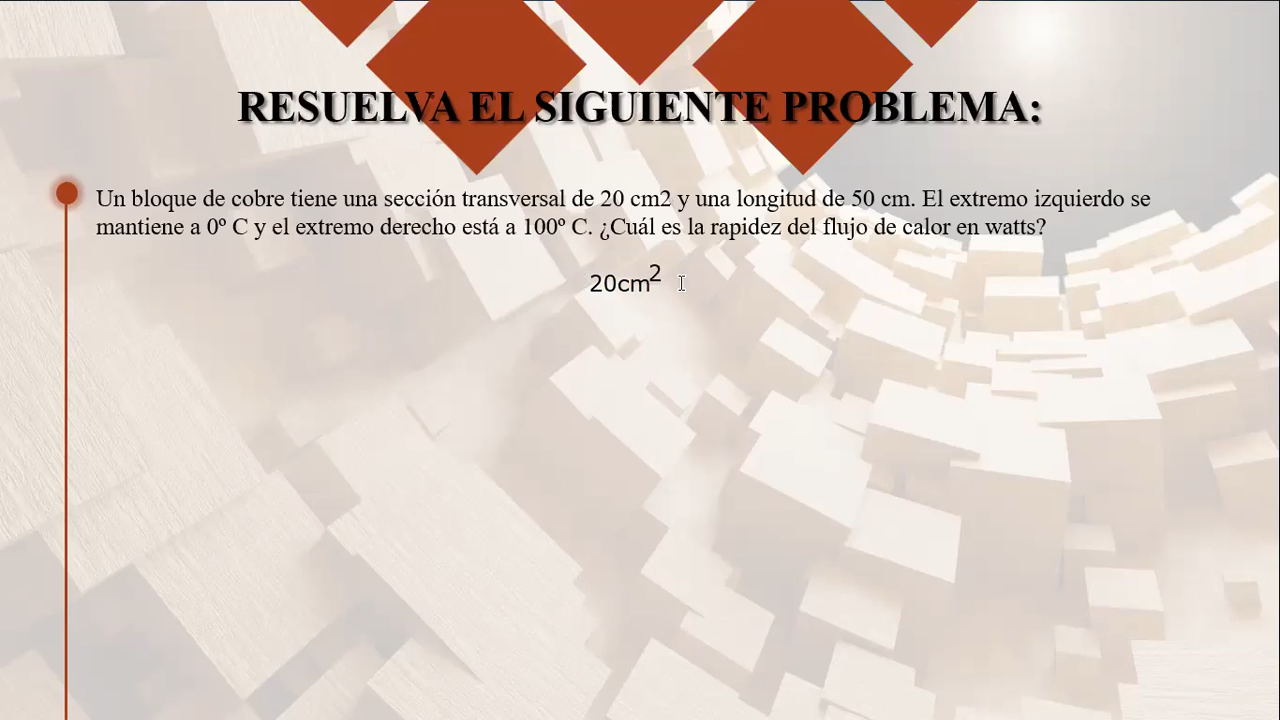 RESUELVA EL SIGUIENTE PROBLEMA:
Un bloque de cobre tiene una sección transversal de 20 cm2 y una longitud de 50 cm. El extremo izquierdo se
mantiene a 0º C y el extremo derecho está a 100º C. ¿Cuál es la rapidez del flujo de calor en watts?
20cm²